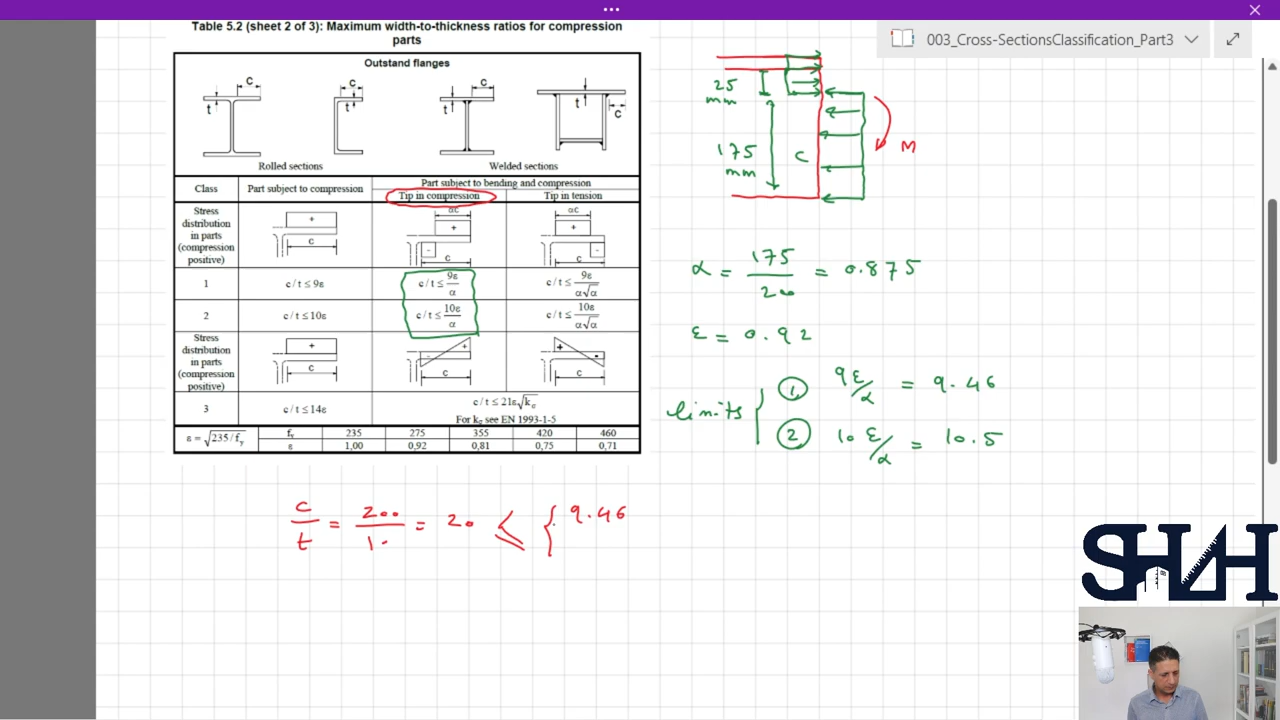 003_Cross-SectionsClassification_Part3
Table 5.2 (sheet 2 of 3): Maximum width-to-thickness ratios for compression
parts
Outstand flanges
c
t
c
t
c
t
t
c
Rolled sections
Welded sections
Class
Part subject to compression
Part subject to bending and compression
Tip in compression
Tip in tension
Stress
distribution
in parts
(compression
positive)
+
c
αc
+
-
c
αc
+
-
c
1
c / t ≤ 9ε
c / t ≤ 9ε/α
c / t ≤ 9ε/α√α
2
c / t ≤ 10ε
c / t ≤ 10ε/α
c / t ≤ 10ε/α√α
Stress
distribution
in parts
(compression
positive)
+
c
+
-
c
+
-
c
3
c / t ≤ 14ε
c / t ≤ 21ε√kσ
For kσ see EN 1993-1-5
ε = √235/fy
fy
235
275
355
420
460
ε
1,00
0,92
0,81
0,75
0,71
25
mm
175
mm
C
M
α = 175/200 = 0.875
ε = 0.92
limits
① 9ε/α = 9.46
② 10ε/α = 10.5
c/t = 200/10 = 20 ≤ { 9.46
SHH